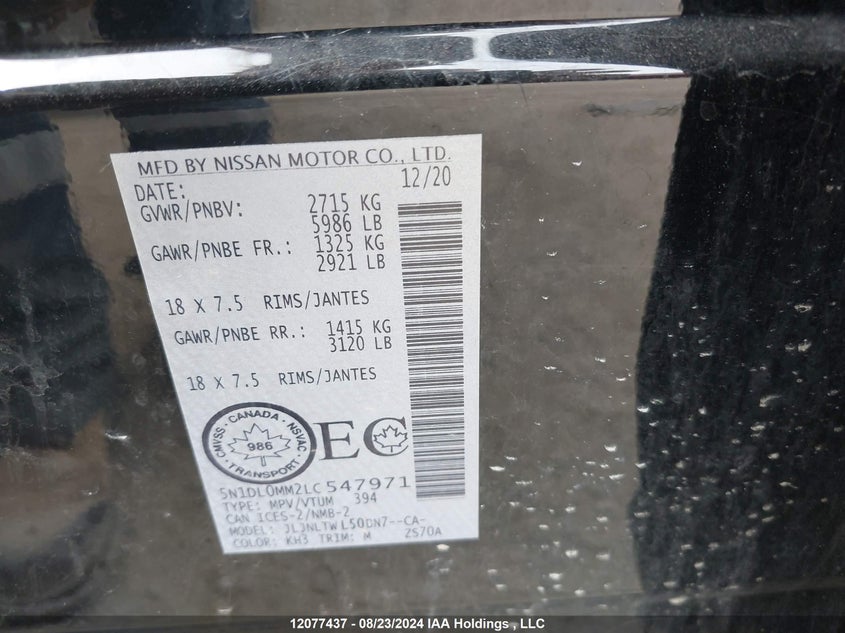 MFD BY NISSAN MOTOR CO., LTD.
DATE: 12/20
GVWR/PNBV: 2715 KG
5986 LB
GAWR/PNBE FR.: 1325 KG
2921 LB
18 X 7.5 RIMS/JANTES
GAWR/PNBE RR.: 1415 KG
3120 LB
18 X 7.5 RIMS/JANTES
CMVSS · CANADA · NSVAC
986
TRANSPORT
EC
5N1DL0MM2LC547971
TYPE: MPV/VTUM 394
CAN ICES-2/NMB-2
MODEL: JLJNLTWL50DN7--CA-
COLOR: KH3 TRIM: M ZS70A
12077437 - 08/23/2024 IAA Holdings , LLC